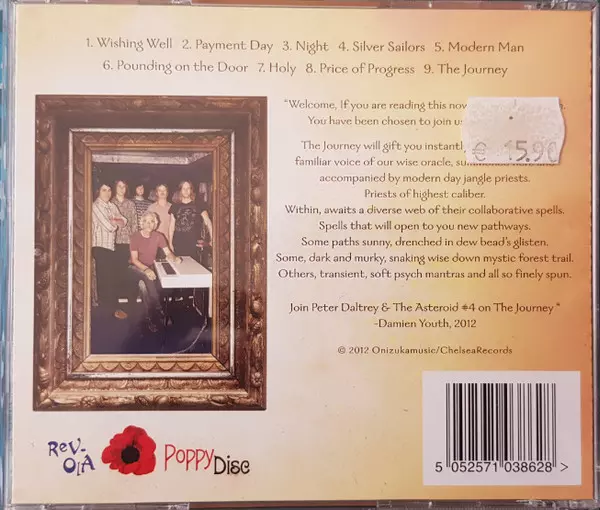 1. Wishing Well 2. Payment Day 3. Night 4. Silver Sailors 5. Modern Man
6. Pounding on the Door 7. Holy 8. Price of Progress 9. The Journey
"Welcome, If you are reading this now
You have been chosen to join us
The Journey will gift you instantly
familiar voice of our wise oracle,
accompanied by modern day jangle priests.
Priests of highest caliber.
Within, awaits a diverse web of their collaborative spells.
Spells that will open to you new pathways.
Some paths sunny, drenched in dew bead's glisten.
Some, dark and murky, snaking wise down mystic forest trail.
Others, transient, soft psych mantras and all so finely spun.
Join Peter Daltrey & The Asteroid #4 on The Journey "
-Damien Youth, 2012
© 2012 Onizukamusic/ChelseaRecords
€ 15.90
Rev-
Ola
Poppy Disc
5 052571 038628 >